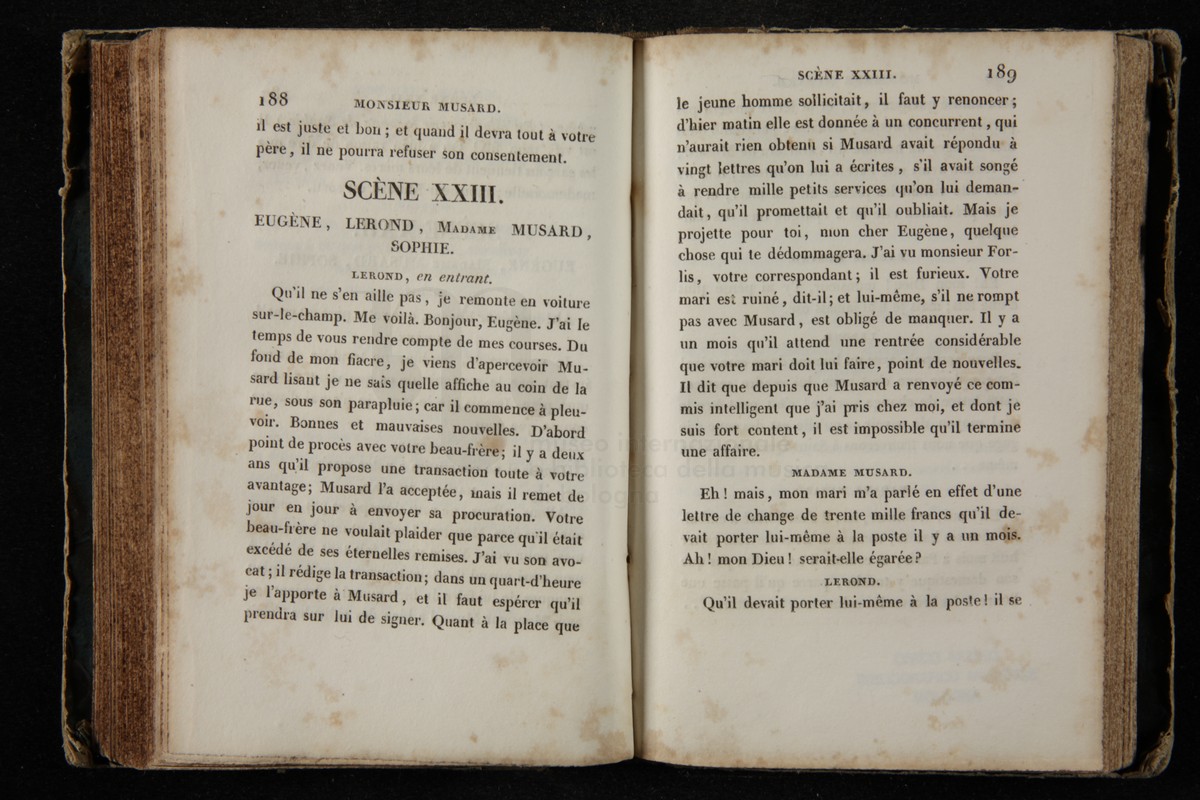 188 MONSIEUR MUSARD.
il est juste et bon ; et quand il devra tout à votre
père, il ne pourra refuser son consentement.
SCÈNE XXIII.
EUGÈNE, LEROND, MADAME MUSARD,
SOPHIE.
LEROND, en entrant.
Qu'il ne s'en aille pas, je remonte en voiture
sur-le-champ. Me voilà. Bonjour, Eugène. J'ai le
temps de vous rendre compte de mes courses. Du
fond de mon fiacre, je viens d'apercevoir Mu-
sard lisant je ne sais quelle affiche au coin de la
rue, sous son parapluie; car il commence à pleu-
voir. Bonnes et mauvaises nouvelles. D'abord
point de procès avec votre beau-frère; il y a deux
ans qu'il propose une transaction toute à votre
avantage; Musard l'a acceptée, mais il remet de
jour en jour à envoyer sa procuration. Votre
beau-frère ne voulait plaider que parce qu'il était
excédé de ses éternelles remises. J'ai vu son avo-
cat ; il rédige la transaction; dans un quart-d'heure
je l'apporte à Musard, et il faut espérer qu'il
prendra sur lui de signer. Quant à la place que
SCÈNE XXIII. 189
le jeune homme sollicitait, il faut y renoncer;
d'hier matin elle est donnée à un concurrent, qui
n'aurait rien obtenu si Musard avait répondu à
vingt lettres qu'on lui a écrites, s'il avait songé
à rendre mille petits services qu'on lui deman-
dait, qu'il promettait et qu'il oubliait. Mais je
projette pour toi, mon cher Eugène, quelque
chose qui te dédommagera. J'ai vu monsieur For-
lis, votre correspondant; il est furieux. Votre
mari est ruiné, dit-il; et lui-même, s'il ne rompt
pas avec Musard, est obligé de manquer. Il y a
un mois qu'il attend une rentrée considérable
que votre mari doit lui faire, point de nouvelles.
Il dit que depuis que Musard a renvoyé ce com-
mis intelligent que j'ai pris chez moi, et dont je
suis fort content, il est impossible qu'il termine
une affaire.
MADAME MUSARD.
Eh! mais, mon mari m'a parlé en effet d'une
lettre de change de trente mille francs qu'il de-
vait porter lui-même à la poste il y a un mois.
Ah! mon Dieu! serait-elle égarée?
LEROND.
Qu'il devait porter lui-même à la poste! il se
museo internazionale
biblioteca della mus
bologna